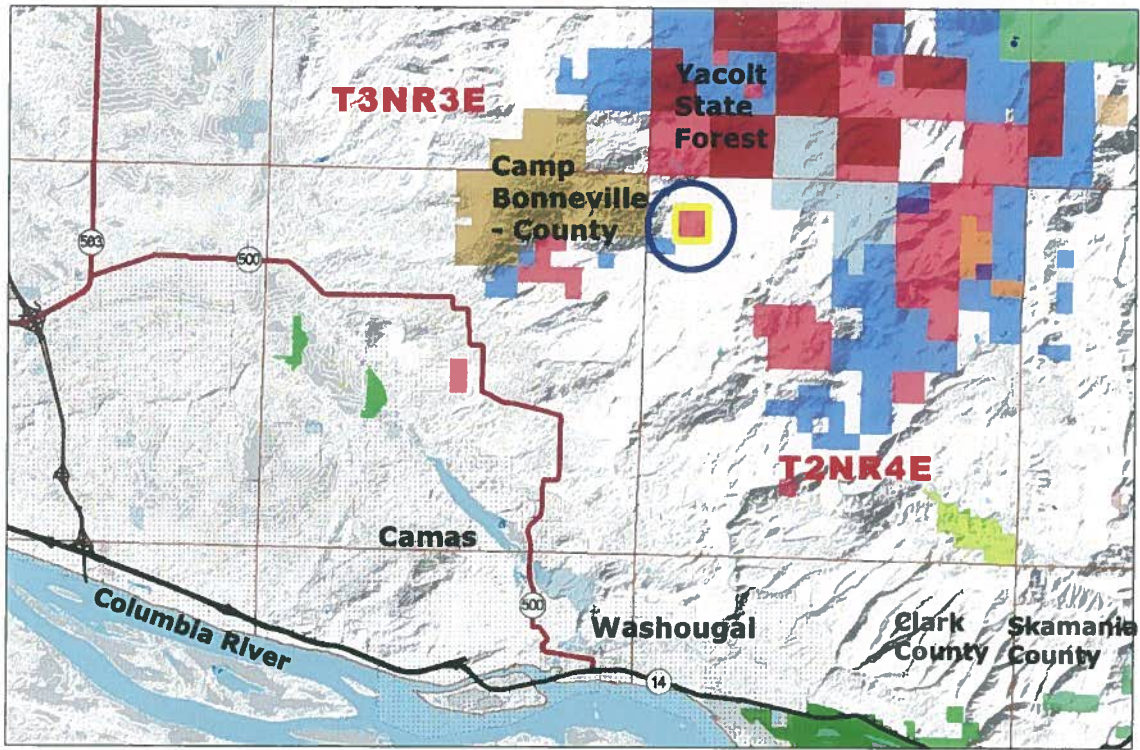 Yacolt
State
Forest
T3NR3E
Camp
Bonneville
- County
503
500
T2NR4E
Camas
Columbia River
500
Washougal
Clark
County
Skamania
County
14